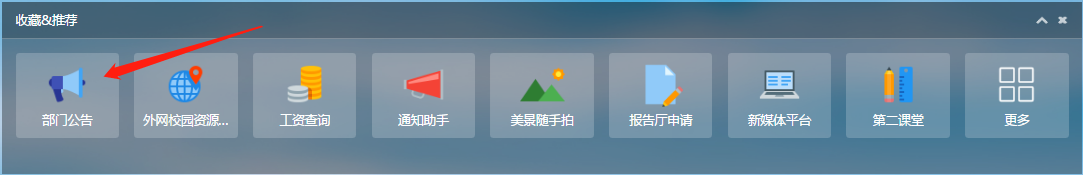 收藏&推荐
部门公告
外网校园资源...
工资查询
通知助手
美景随手拍
报告厅申请
新媒体平台
第二课堂
更多